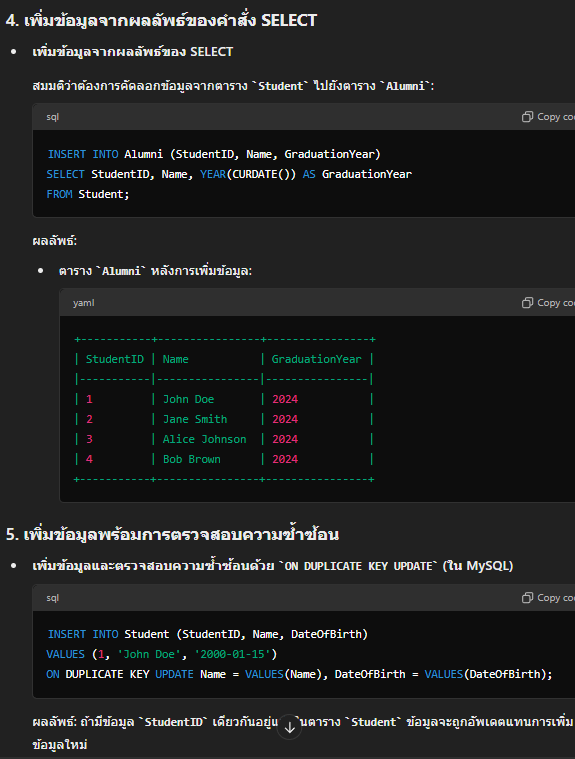 4. เพิ่มข้อมูลจากผลลัพธ์ของคำสั่ง SELECT
• เพิ่มข้อมูลจากผลลัพธ์ของ SELECT
สมมติว่าต้องการคัดลอกข้อมูลจากตาราง `Student` ไปยังตาราง `Alumni`:
sql Copy co
INSERT INTO Alumni (StudentID, Name, GraduationYear)
SELECT StudentID, Name, YEAR(CURDATE()) AS GraduationYear
FROM Student;
ผลลัพธ์:
• ตาราง `Alumni` หลังการเพิ่มข้อมูล:
yaml Copy co
+-----------+----------------+----------------+
| StudentID | Name | GraduationYear |
|-----------|----------------|----------------|
| 1 | John Doe | 2024 |
| 2 | Jane Smith | 2024 |
| 3 | Alice Johnson | 2024 |
| 4 | Bob Brown | 2024 |
+-----------+----------------+----------------+
5. เพิ่มข้อมูลพร้อมการตรวจสอบความซ้ำซ้อน
• เพิ่มข้อมูลและตรวจสอบความซ้ำซ้อนด้วย `ON DUPLICATE KEY UPDATE` (ใน MySQL)
sql Copy co
INSERT INTO Student (StudentID, Name, DateOfBirth)
VALUES (1, 'John Doe', '2000-01-15')
ON DUPLICATE KEY UPDATE Name = VALUES(Name), DateOfBirth = VALUES(DateOfBirth);
ผลลัพธ์: ถ้ามีข้อมูล `StudentID` เดียวกันอยู่ ในตาราง `Student` ข้อมูลจะถูกอัพเดตแทนการเพิ่ม
ข้อมูลใหม่